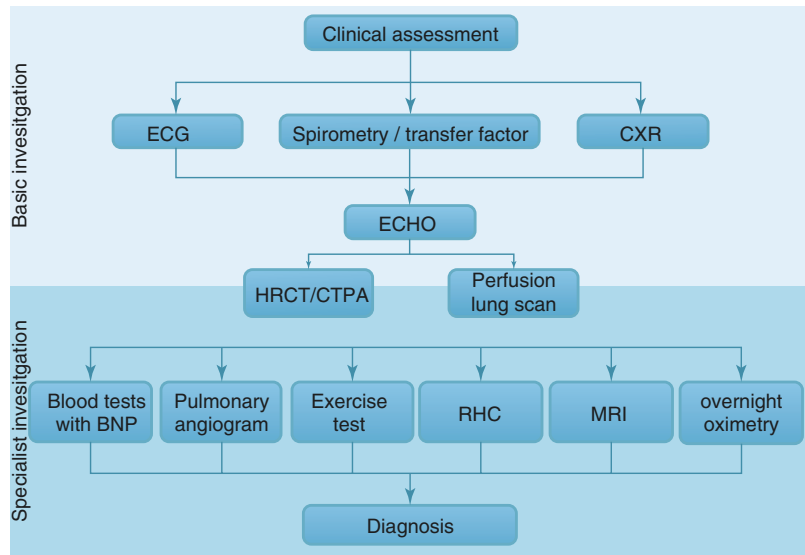 Basic invesitgation
Clinical assessment
ECG
Spirometry / transfer factor
CXR
ECHO
HRCT/CTPA
Perfusion
lung scan
Specialist invesitgation
Blood tests
with BNP
Pulmonary
angiogram
Exercise
test
RHC
MRI
overnight
oximetry
Diagnosis